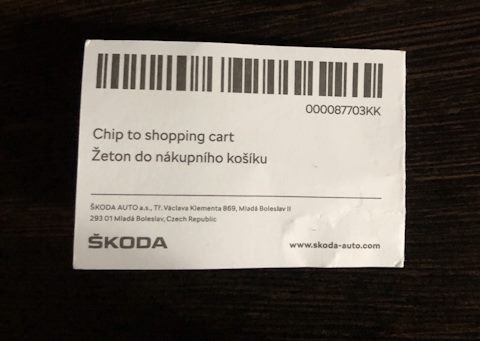 000087703KK
Chip to shopping cart
Žeton do nákupního košíku
ŠKODA AUTO a.s., Tř. Václava Klementa 869, Mladá Boleslav II
293 01 Mladá Boleslav, Czech Republic
ŠKODA
www.skoda-auto.com